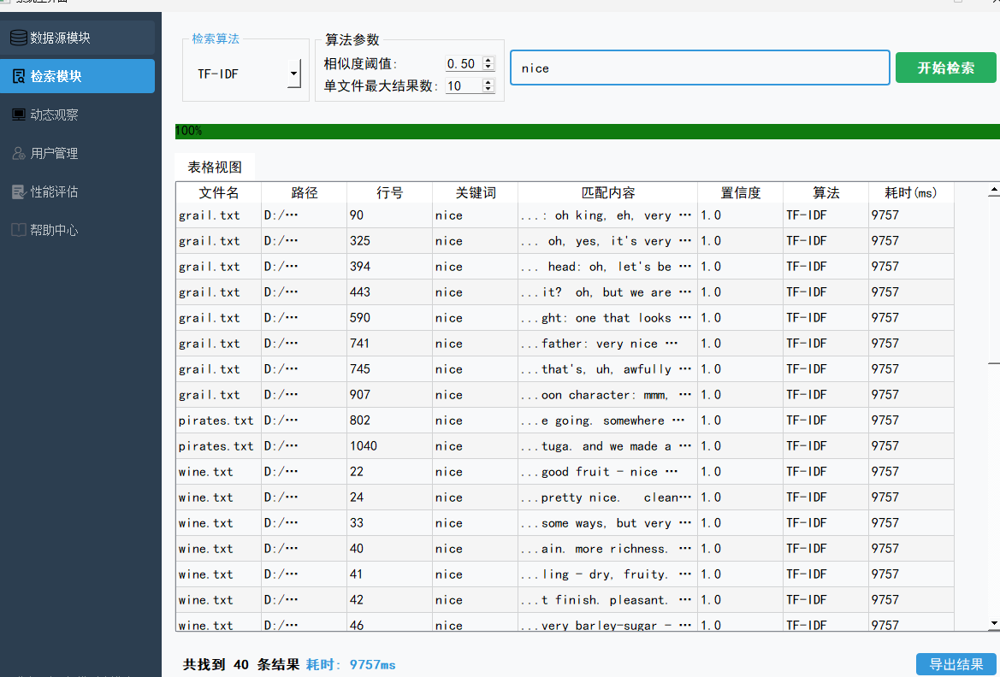 数据源模块
检索模块
动态观察
用户管理
性能评估
帮助中心
检索算法
TF-IDF
算法参数
相似度阈值: 0.50
单文件最大结果数: 10
nice
开始检索
100%
表格视图
文件名 路径 行号 关键词 匹配内容 置信度 算法 耗时(ms)
grail.txt D:/… 90 nice ...: oh king, eh, very … 1.0 TF-IDF 9757
grail.txt D:/… 325 nice ... oh, yes, it's very … 1.0 TF-IDF 9757
grail.txt D:/… 394 nice ... head: oh, let's be … 1.0 TF-IDF 9757
grail.txt D:/… 443 nice ...it? oh, but we are … 1.0 TF-IDF 9757
grail.txt D:/… 590 nice ...ght: one that looks … 1.0 TF-IDF 9757
grail.txt D:/… 741 nice ...father: very nice … 1.0 TF-IDF 9757
grail.txt D:/… 745 nice ...that's, uh, awfully … 1.0 TF-IDF 9757
grail.txt D:/… 907 nice ...oon character: mmm, … 1.0 TF-IDF 9757
pirates.txt D:/… 802 nice ...e going. somewhere … 1.0 TF-IDF 9757
pirates.txt D:/… 1040 nice ...tuga. and we made a … 1.0 TF-IDF 9757
wine.txt D:/… 22 nice ...good fruit - nice … 1.0 TF-IDF 9757
wine.txt D:/… 24 nice ...pretty nice. clean… 1.0 TF-IDF 9757
wine.txt D:/… 33 nice ...some ways, but very … 1.0 TF-IDF 9757
wine.txt D:/… 40 nice ...ain. more richness. … 1.0 TF-IDF 9757
wine.txt D:/… 41 nice ...ling - dry, fruity. … 1.0 TF-IDF 9757
wine.txt D:/… 42 nice ...t finish. pleasant. … 1.0 TF-IDF 9757
wine.txt D:/… 46 nice ...very barley-sugar - … 1.0 TF-IDF 9757
共找到 40 条结果 耗时: 9757ms
导出结果